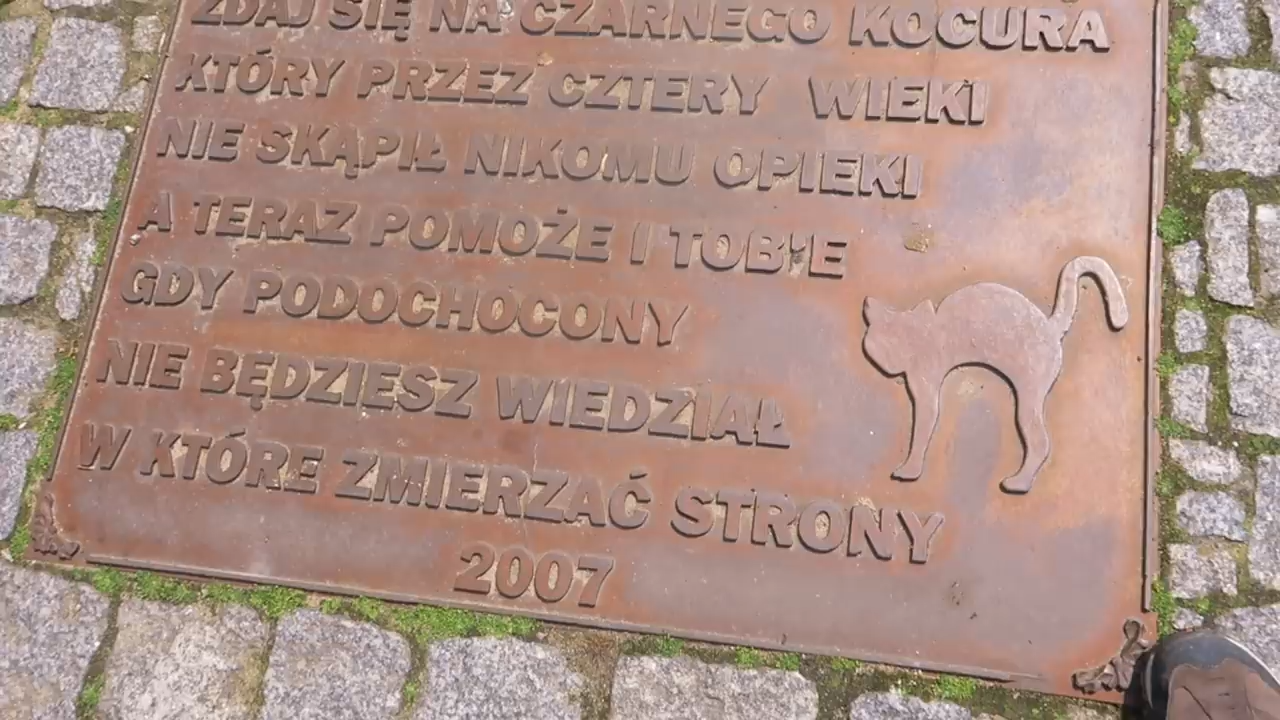 ZDAJ SIĘ NA CZARNEGO KOCURA
KTÓRY PRZEZ CZTERY WIEKI
NIE SKĄPIŁ NIKOMU OPIEKI
A TERAZ POMOŻE I TOBIE
GDY PODOCHOCONY
NIE BĘDZIESZ WIEDZIAŁ
W KTÓRE ZMIERZAĆ STRONY
2007